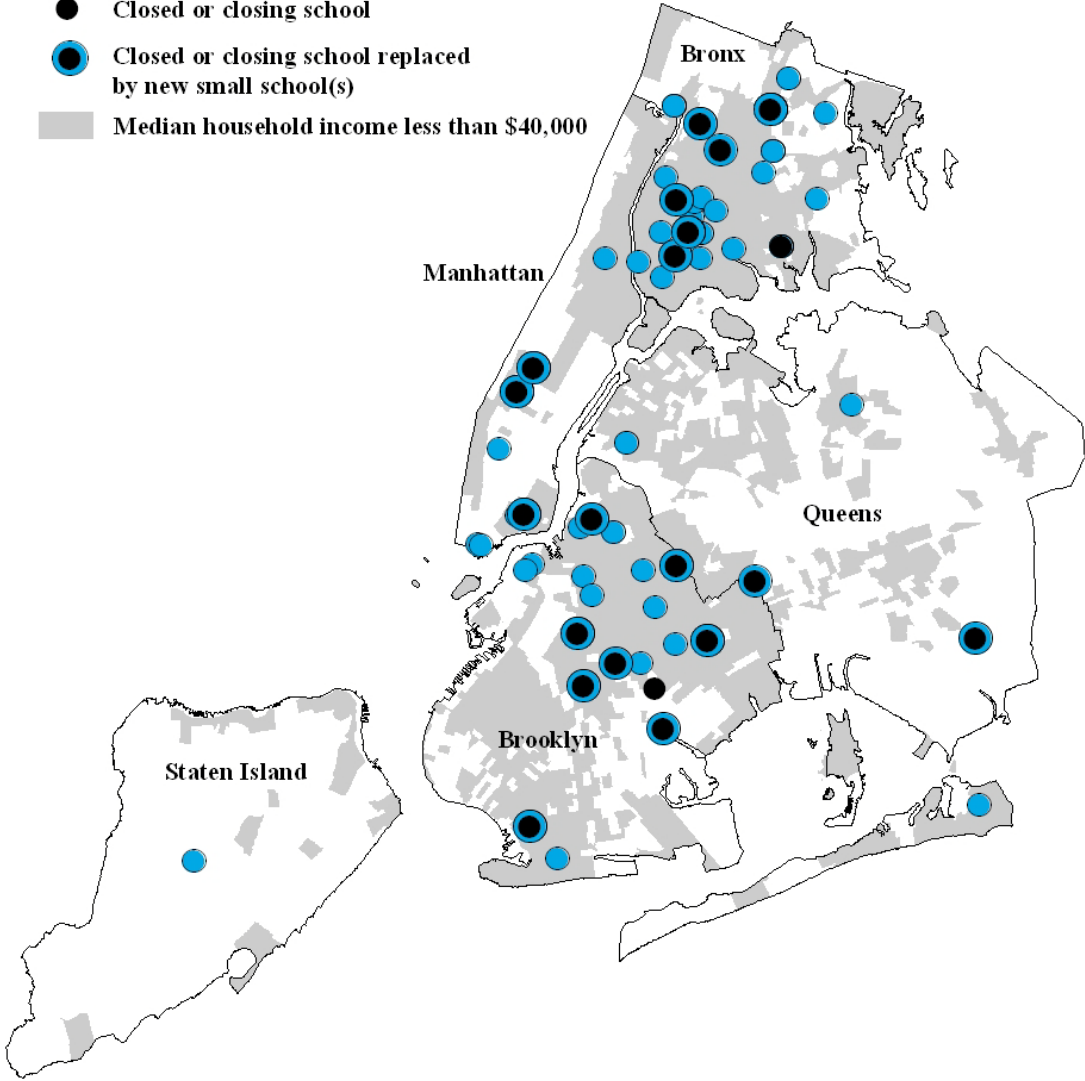 Closed or closing school
Closed or closing school replaced
by new small school(s)
Median household income less than $40,000
Bronx
Manhattan
Queens
Brooklyn
Staten Island